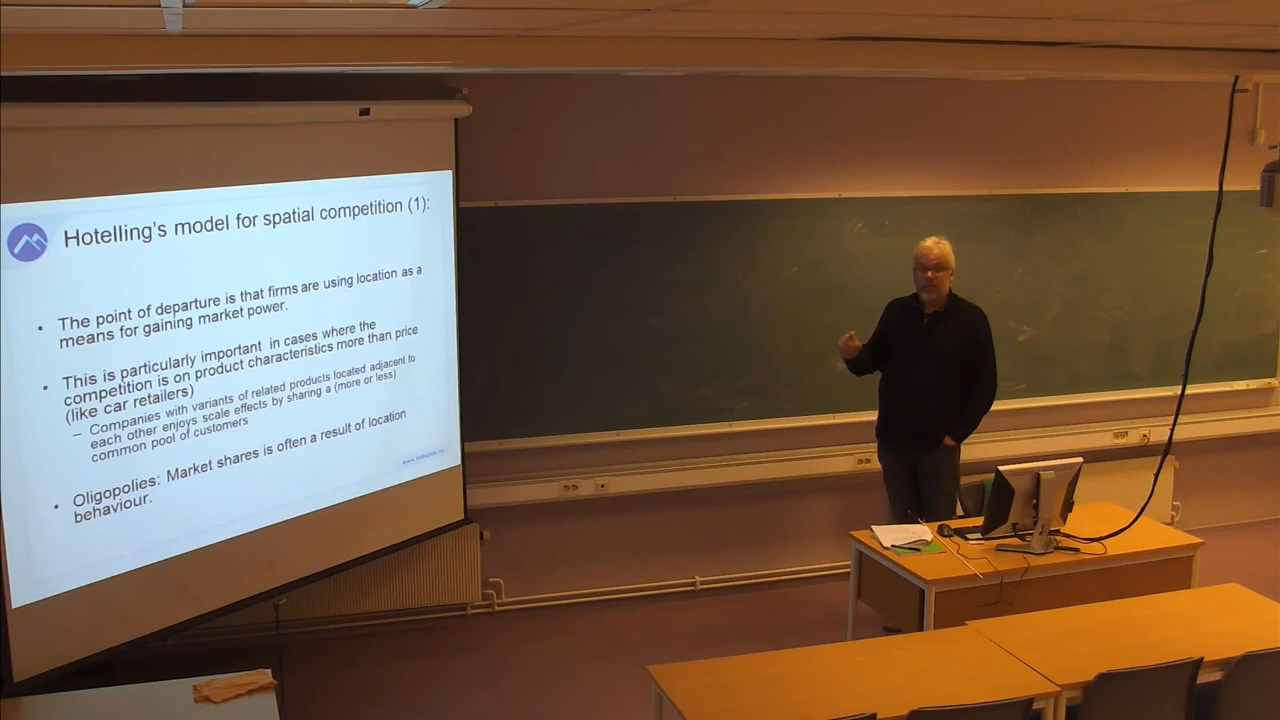 Hotelling's model for spatial competition (1):
• The point of departure is that firms are using location as a
means for gaining market power.
• This is particularly important in cases where the
competition is on product characteristics more than price
(like car retailers)
– Companies with variants of related products located adjacent to
each other enjoys scale effects by sharing a (more or less)
common pool of customers
• Oligopolies: Market shares is often a result of location
behaviour.